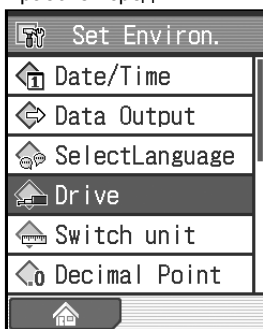 Set Environ.
Date/Time
Data Output
SelectLanguage
Drive
Switch unit
Decimal Point